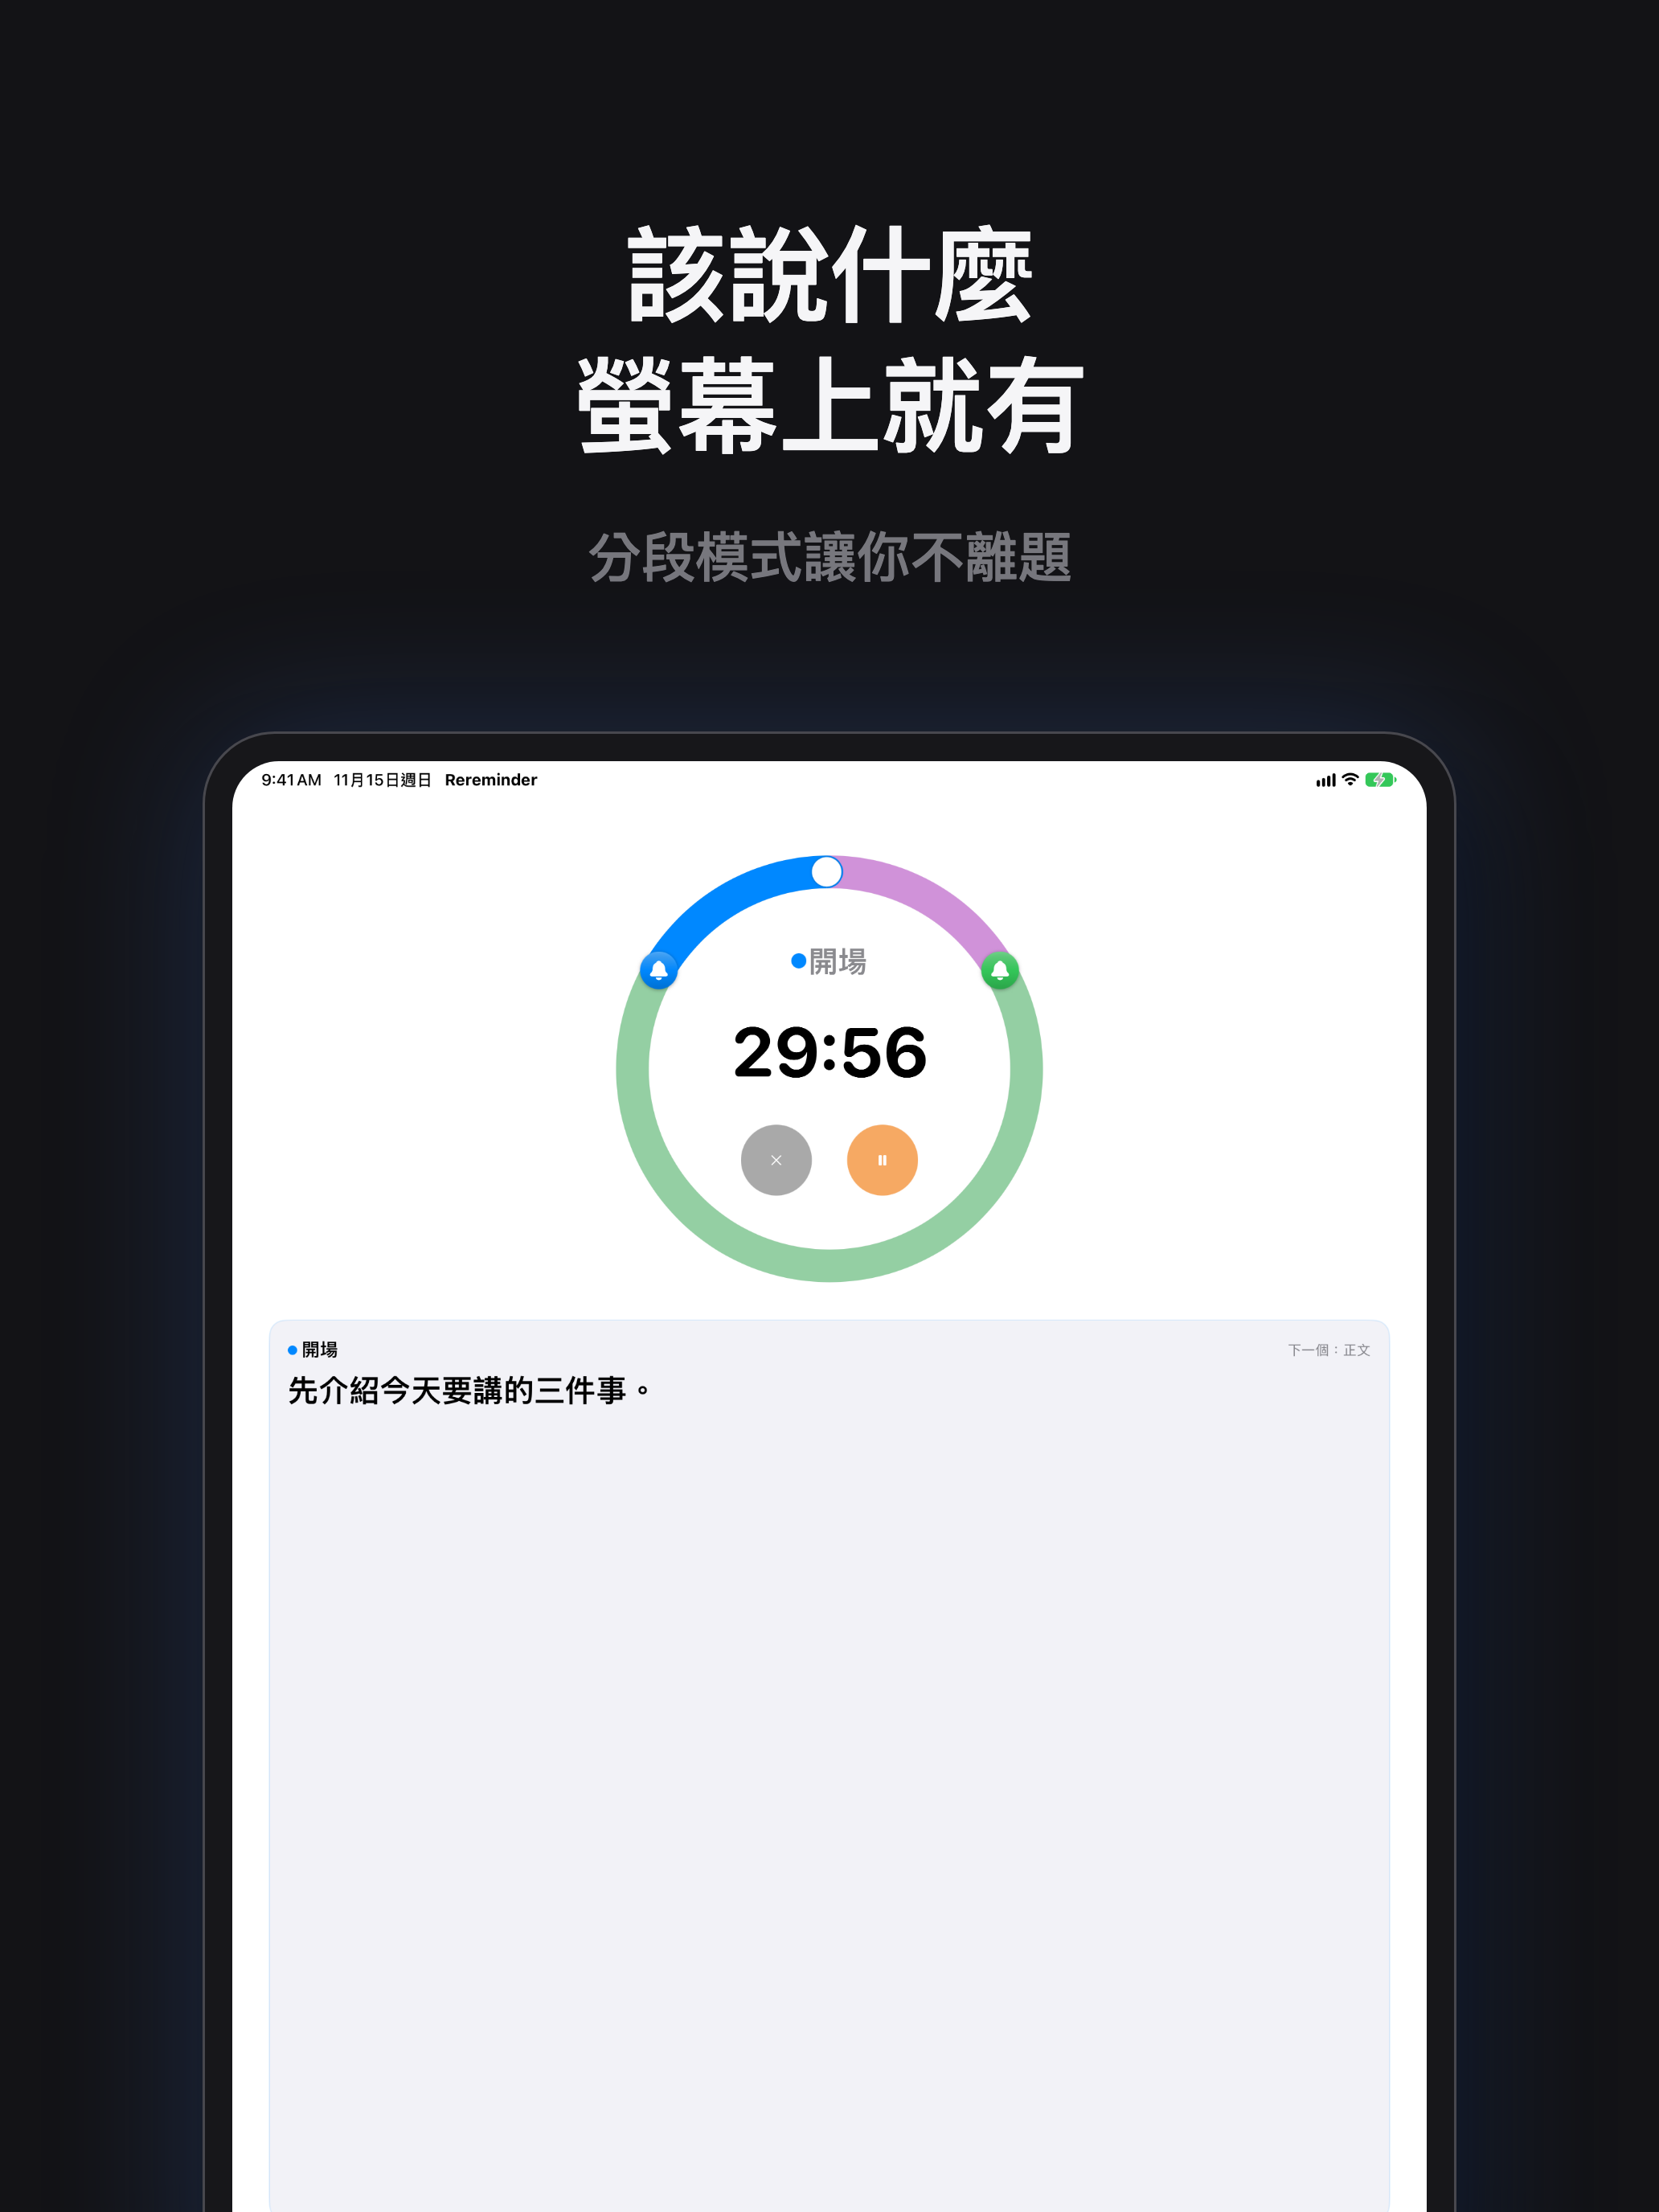 該說什麼
螢幕上就有
分段模式讓你不離題
9:41 AM 11月15日週日 Rereminder
開場
29:56
開場 下一個：正文
先介紹今天要講的三件事。